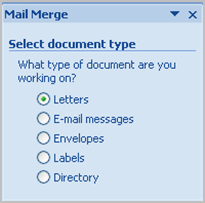 Mail Merge
Select document type
What type of document are you
working on?
Letters
E-mail messages
Envelopes
Labels
Directory